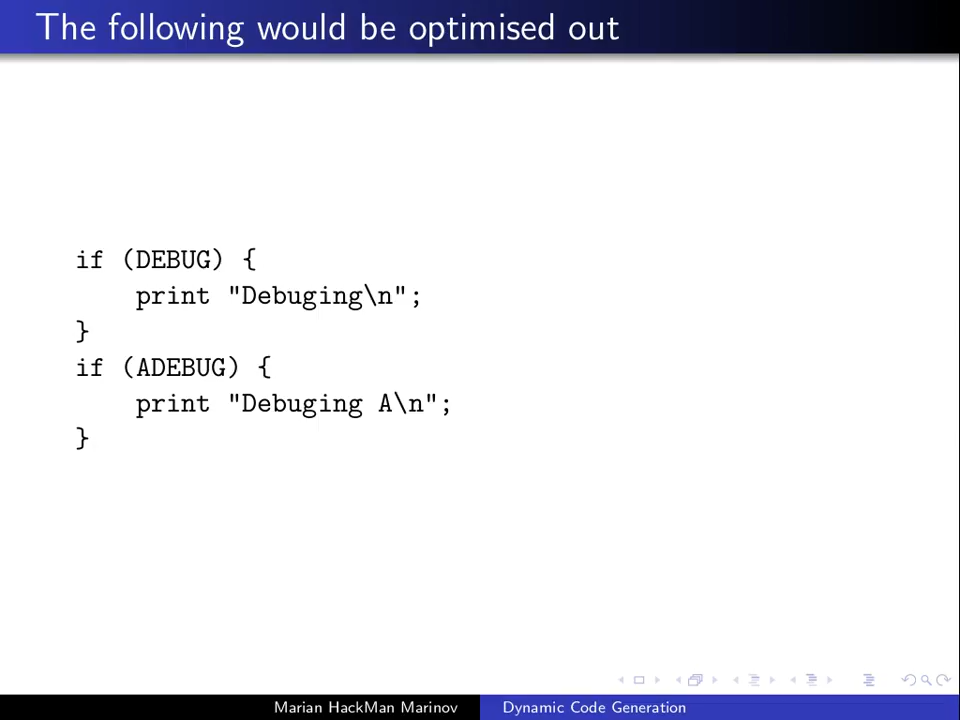 The following would be optimised out
if (DEBUG) {
    print "Debuging\n";
}
if (ADEBUG) {
    print "Debuging A\n";
}
Marian HackMan Marinov
Dynamic Code Generation